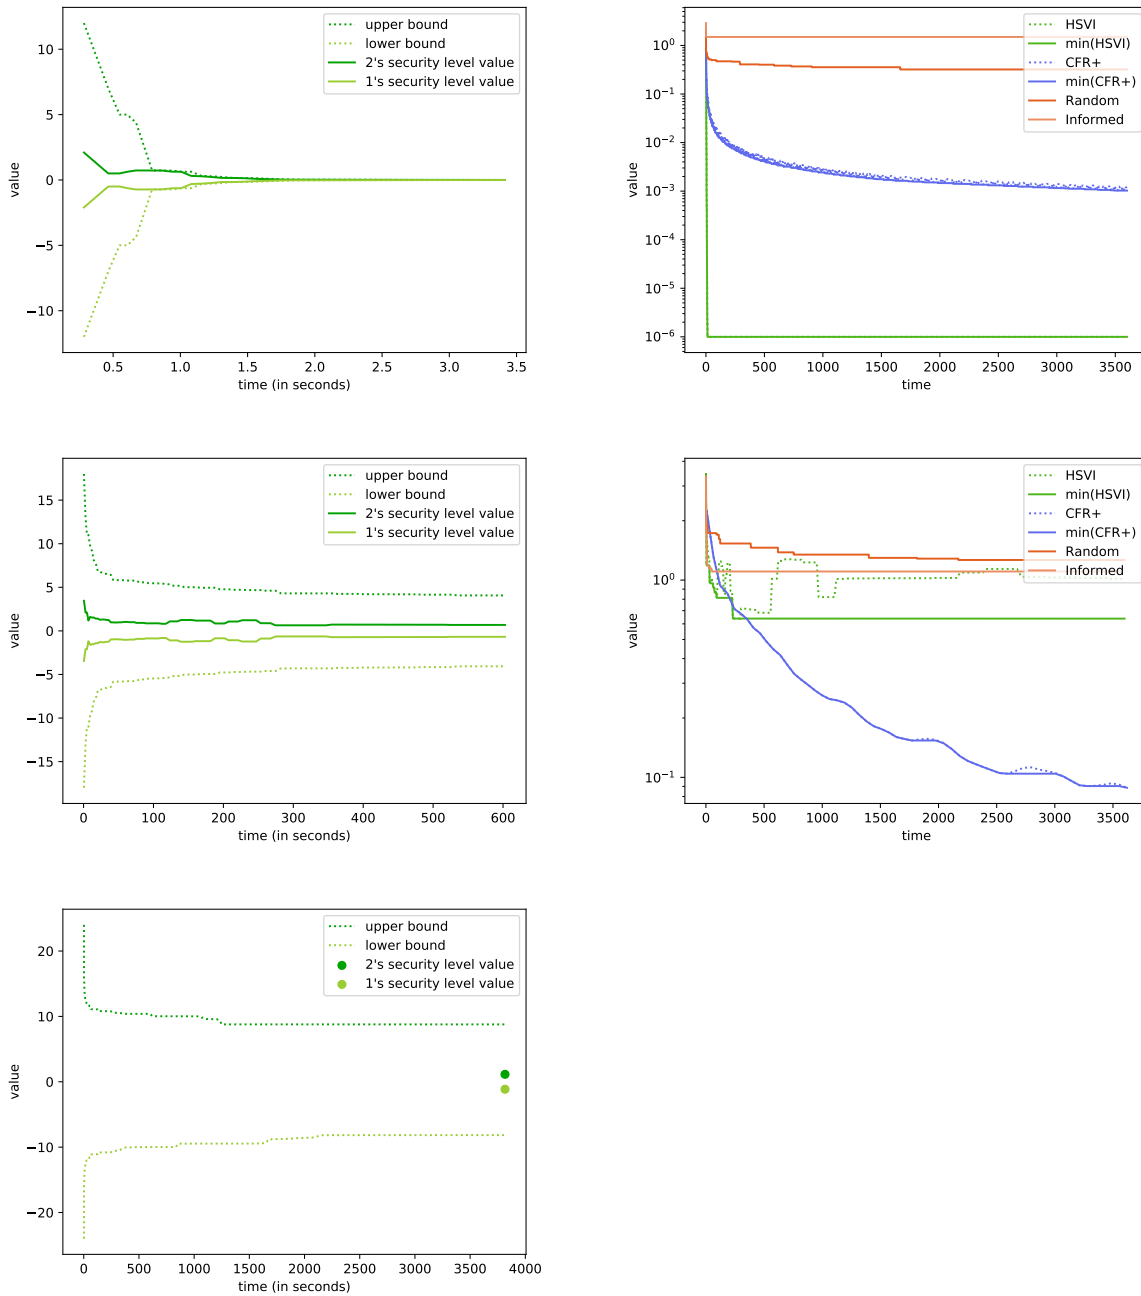 upper bound
lower bound
2's security level value
1's security level value
10
5
0
−5
−10
value
0.5 1.0 1.5 2.0 2.5 3.0 3.5
time (in seconds)
HSVI
min(HSVI)
CFR+
min(CFR+)
Random
Informed
10^0
10^−1
10^−2
10^−3
10^−4
10^−5
10^−6
value
0 500 1000 1500 2000 2500 3000 3500
time
upper bound
lower bound
2's security level value
1's security level value
15
10
5
0
−5
−10
−15
value
0 100 200 300 400 500 600
time (in seconds)
HSVI
min(HSVI)
CFR+
min(CFR+)
Random
Informed
10^0
10^−1
value
0 500 1000 1500 2000 2500 3000 3500
time
upper bound
lower bound
2's security level value
1's security level value
20
10
0
−10
−20
value
0 500 1000 1500 2000 2500 3000 3500 4000
time (in seconds)